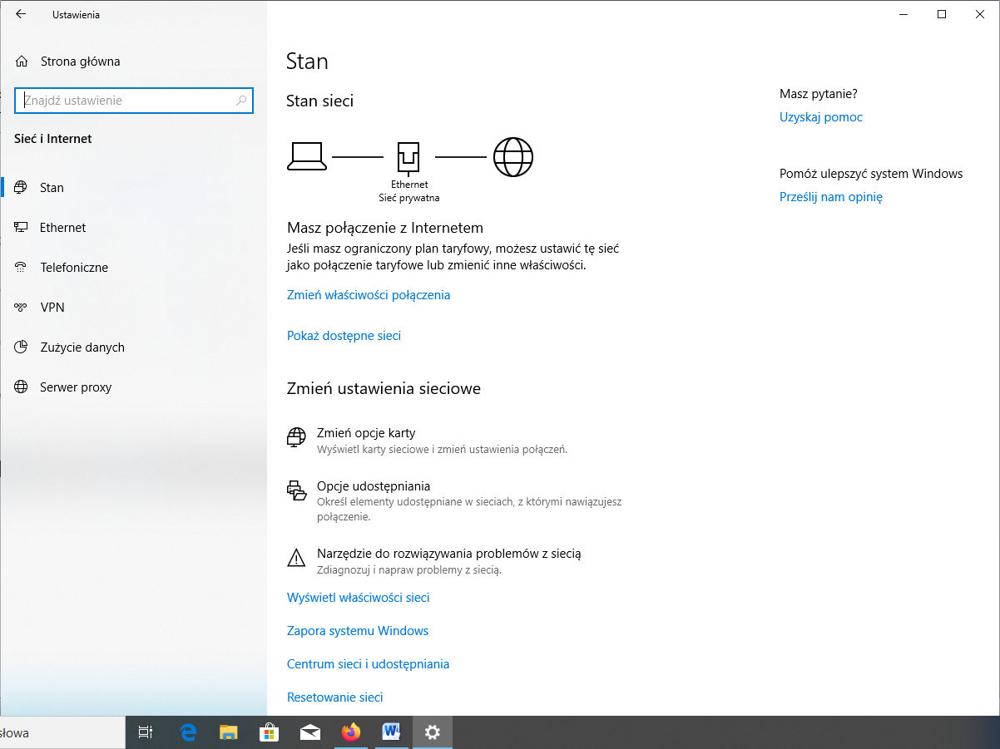 Ustawienia
Strona główna
Znajdź ustawienie
Sieć i Internet
Stan
Ethernet
Telefoniczne
VPN
Zużycie danych
Serwer proxy
Stan
Stan sieci
Ethernet
Sieć prywatna
Masz połączenie z Internetem
Jeśli masz ograniczony plan taryfowy, możesz ustawić tę sieć
jako połączenie taryfowe lub zmienić inne właściwości.
Zmień właściwości połączenia
Pokaż dostępne sieci
Zmień ustawienia sieciowe
Zmień opcje karty
Wyświetl karty sieciowe i zmień ustawienia połączeń.
Opcje udostępniania
Określ elementy udostępniane w sieciach, z którymi nawiązujesz
połączenie.
Narzędzie do rozwiązywania problemów z siecią
Zdiagnozuj i napraw problemy z siecią.
Wyświetl właściwości sieci
Zapora systemu Windows
Centrum sieci i udostępniania
Resetowanie sieci
Masz pytanie?
Uzyskaj pomoc
Pomóż ulepszyć system Windows
Prześlij nam opinię
słowa